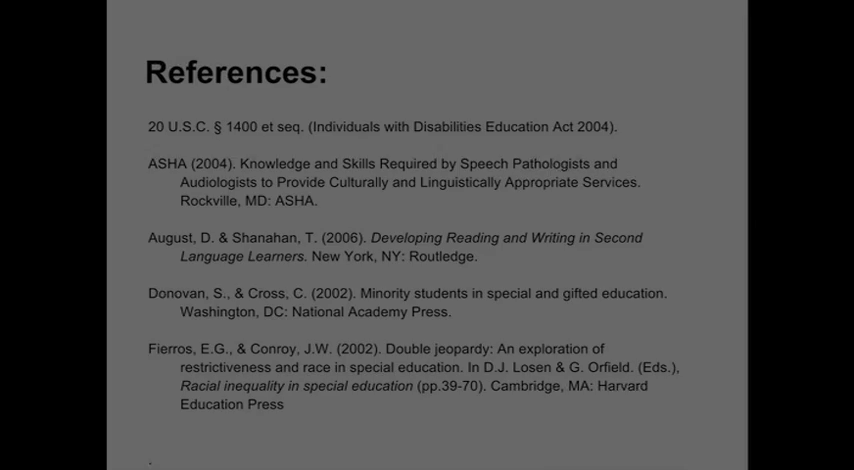 References:
20 U.S.C. § 1400 et seq. (Individuals with Disabilities Education Act 2004).
ASHA (2004). Knowledge and Skills Required by Speech Pathologists and
Audiologists to Provide Culturally and Linguistically Appropriate Services.
Rockville, MD: ASHA.
August, D. & Shanahan, T. (2006). Developing Reading and Writing in Second
Language Learners. New York, NY: Routledge.
Donovan, S., & Cross, C. (2002). Minority students in special and gifted education.
Washington, DC: National Academy Press.
Fierros, E.G., & Conroy, J.W. (2002). Double jeopardy: An exploration of
restrictiveness and race in special education. In D.J. Losen & G. Orfield. (Eds.),
Racial inequality in special education (pp.39-70). Cambridge, MA: Harvard
Education Press
.